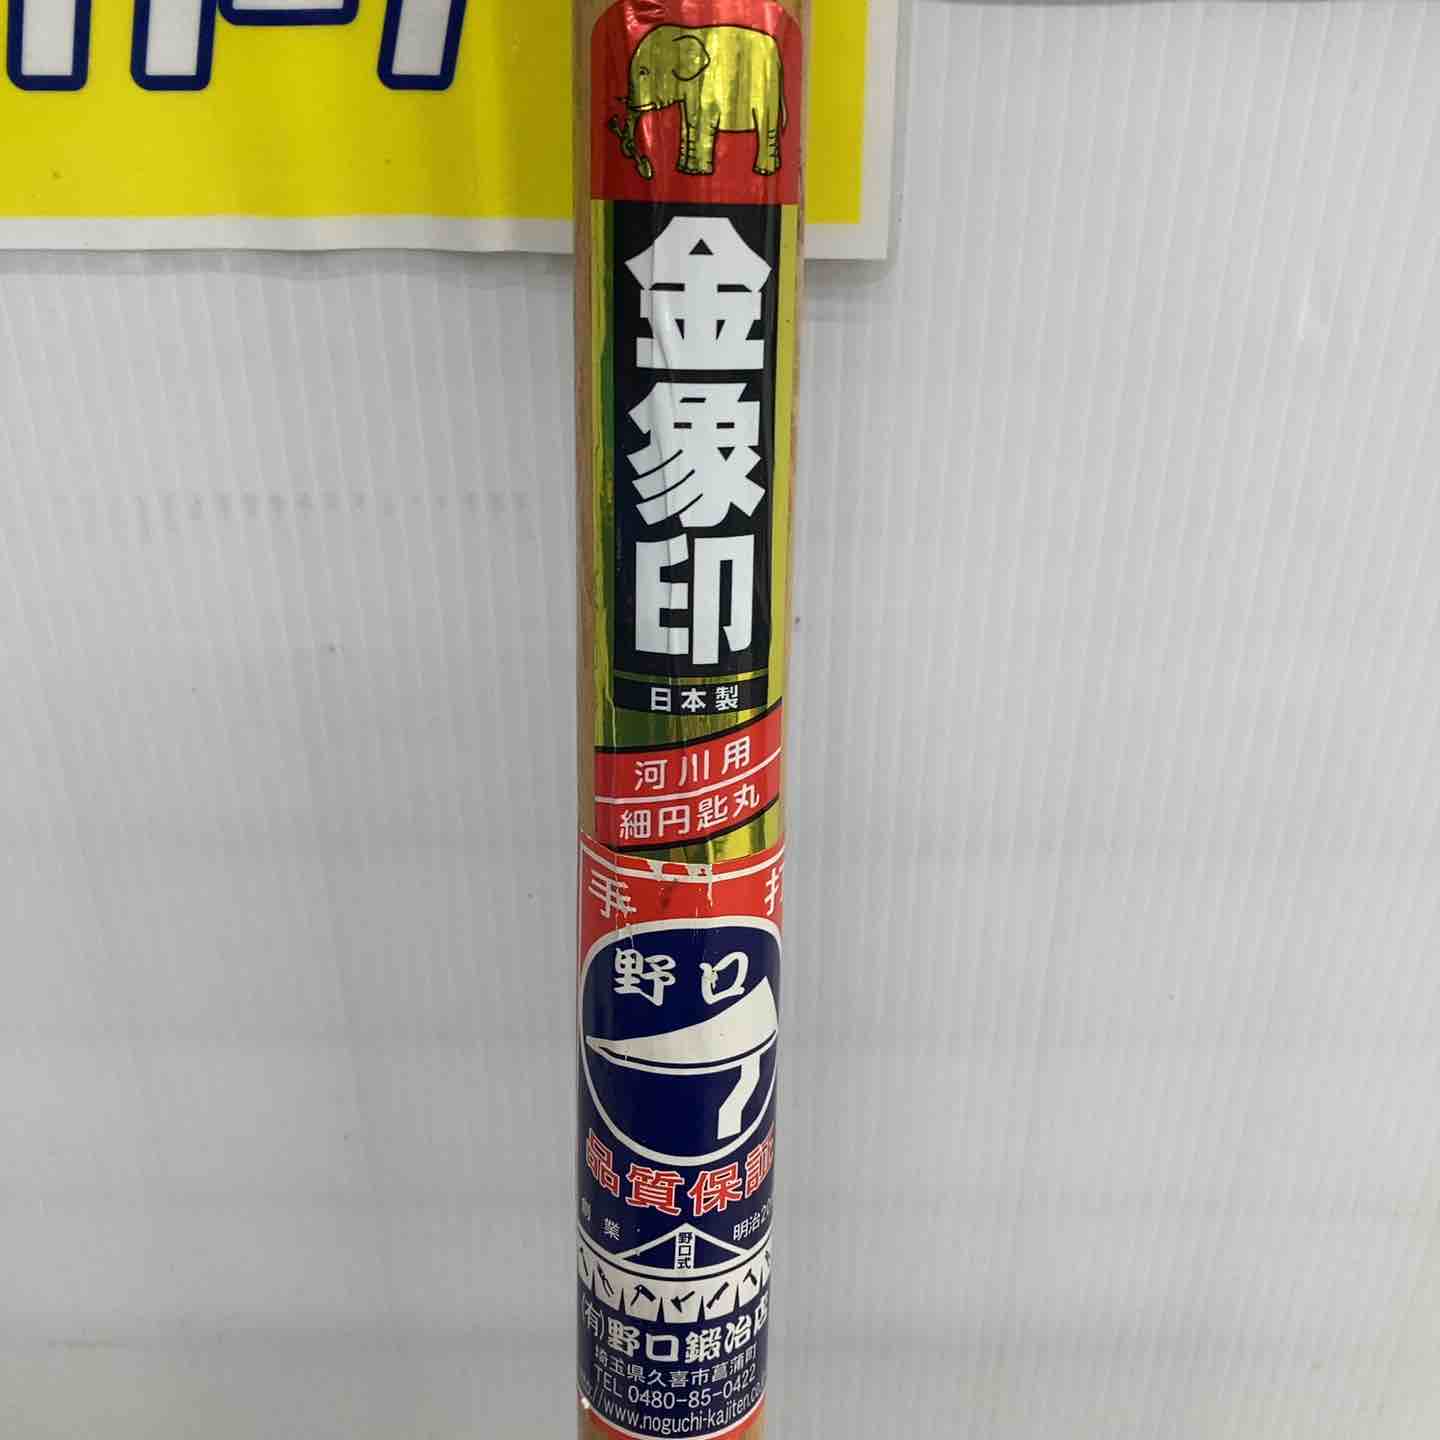 金象印
日本製
河川用
細円匙丸
手打
野口
品質保証
創業 明治20
野口式
(有)野口鍛冶店
埼玉県久喜市菖蒲町
TEL 0480-85-0422
//www.noguchi-kajiten.co